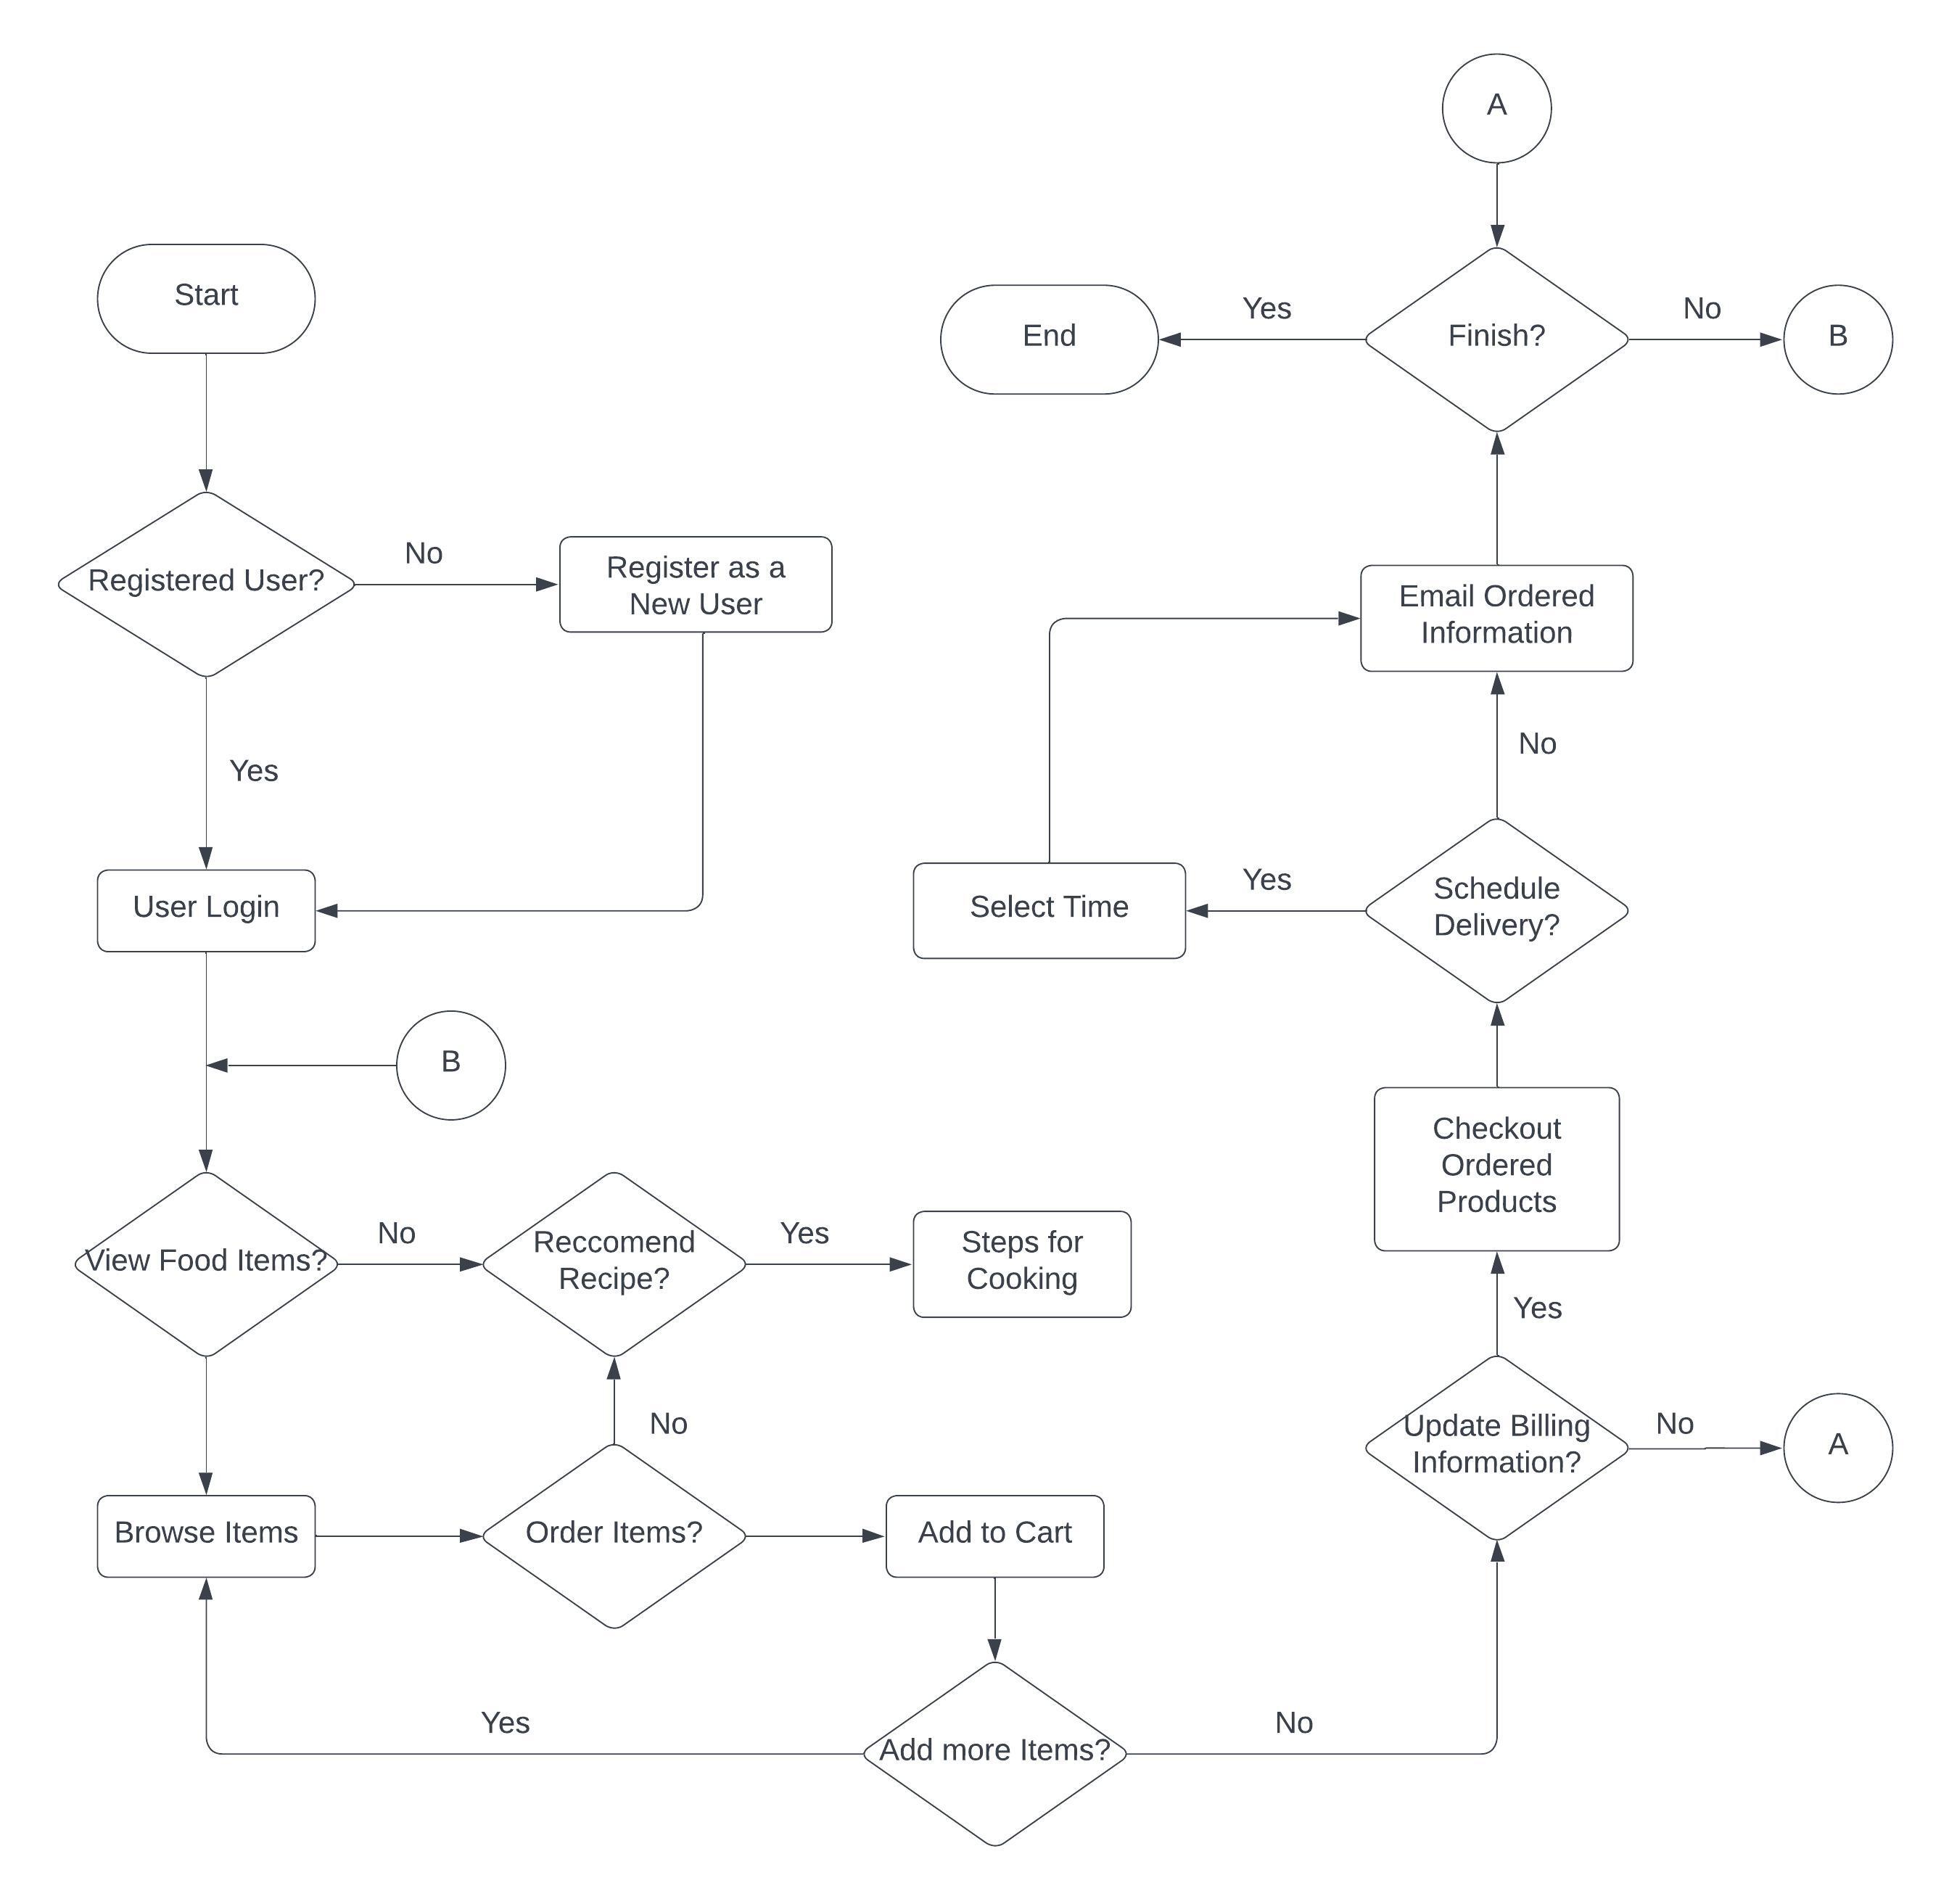 A
Start
End
Yes
Finish?
No
B
Registered User?
No
Register as a
New User
Email Ordered
Information
Yes
No
User Login
Select Time
Yes
Schedule
Delivery?
B
Checkout
Ordered
Products
View Food Items?
No
Reccomend
Recipe?
Yes
Steps for
Cooking
Yes
No
Update Billing
Information?
No
A
Browse Items
Order Items?
Add to Cart
Yes
Add more Items?
No